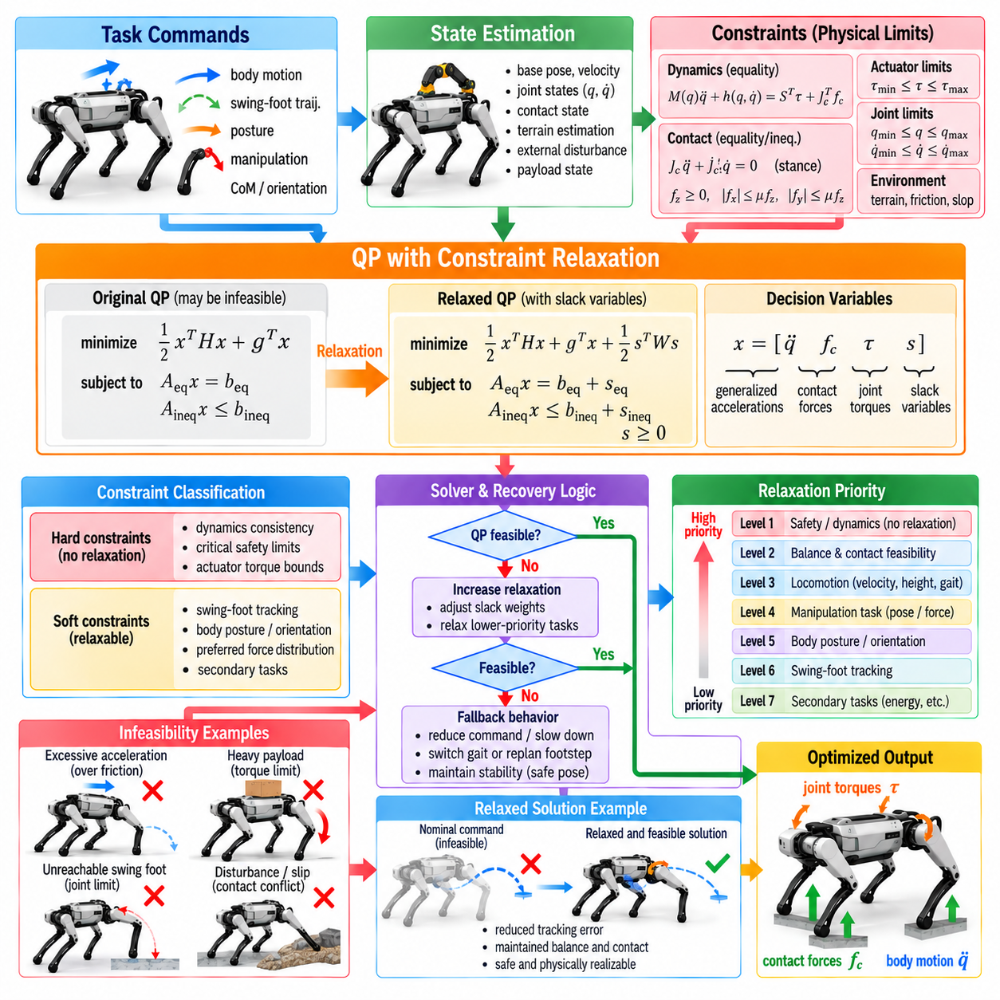 Task Commands
body motion
swing-foot traij.
posture
manipulation
CoM / orientation
State Estimation
• base pose, velocity
• joint states (q, q̇)
• contact state
• terrain estimation
• external disturbance
• payload state
Constraints (Physical Limits)
Dynamics (equality)
M(q)q̈ + h(q, q̇) = Sᵀτ + J_cᵀ f_c
Contact (equality/ineq.)
J_c q̈ + j_c:ᵗ q̇ = 0 (stance)
f_z ≥ 0, |f_x| ≤ μf_z, |f_y| ≤ μf_z
Actuator limits
τ_min ≤ τ ≤ τ_max
Joint limits
q_min ≤ q ≤ q_max
q̇_min ≤ q̇ ≤ q̇_max
Environment
terrain, friction, slop
QP with Constraint Relaxation
Original QP (may be infeasible)
minimize 1/2 xᵀHx + gᵀx
subject to A_eq x = b_eq
A_ineq x ≤ b_ineq
Relaxation
Relaxed QP (with slack variables)
minimize 1/2 xᵀHx + gᵀx + 1/2 sᵀWs
subject to A_eq x = b_eq + s_eq
A_ineq x ≤ b_ineq + s_ineq
s ≥ 0
Decision Variables
x = [q̈ f_c τ s]
generalized accelerations
contact forces
joint torques
slack variables
Constraint Classification
Hard constraints
(no relaxation)
• dynamics consistency
• critical safety limits
• actuator torque bounds
Soft constraints
(relaxable)
• swing-foot tracking
• body posture / orientation
• preferred force distribution
• secondary tasks
Solver & Recovery Logic
QP feasible?
Yes
No
Increase relaxation
• adjust slack weights
• relax lower-priority tasks
Feasible?
Yes
No
Fallback behavior
• reduce command / slow down
• switch gait or replan footstep
• maintain stability (safe pose)
Relaxation Priority
High
priority
Low
priority
Level 1 Safety / dynamics (no relaxation)
Level 2 Balance & contact feasibility
Level 3 Locomotion (velocity, height, gait)
Level 4 Manipulation task (pose / force)
Level 5 Body posture / orientation
Level 6 Swing-foot tracking
Level 7 Secondary tasks (energy, etc.)
Infeasibility Examples
Excessive acceleration
(over friction)
Heavy payload
(torque limit)
Unreachable swing foot
(joint limit)
Disturbance / slip
(contact conflict)
Relaxed Solution Example
Nominal command
(infeasible)
Relaxed and feasible solution
• reduced tracking error
• maintained balance and contact
• safe and physically realizable
Optimized Output
joint torques τ
contact forces f_c
body motion q̈